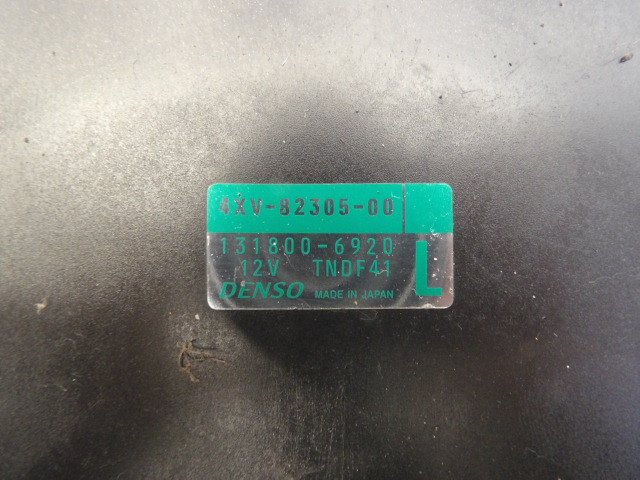 4XV-82305-00
131800-6920
12V TNDF41 L
DENSO MADE IN JAPAN